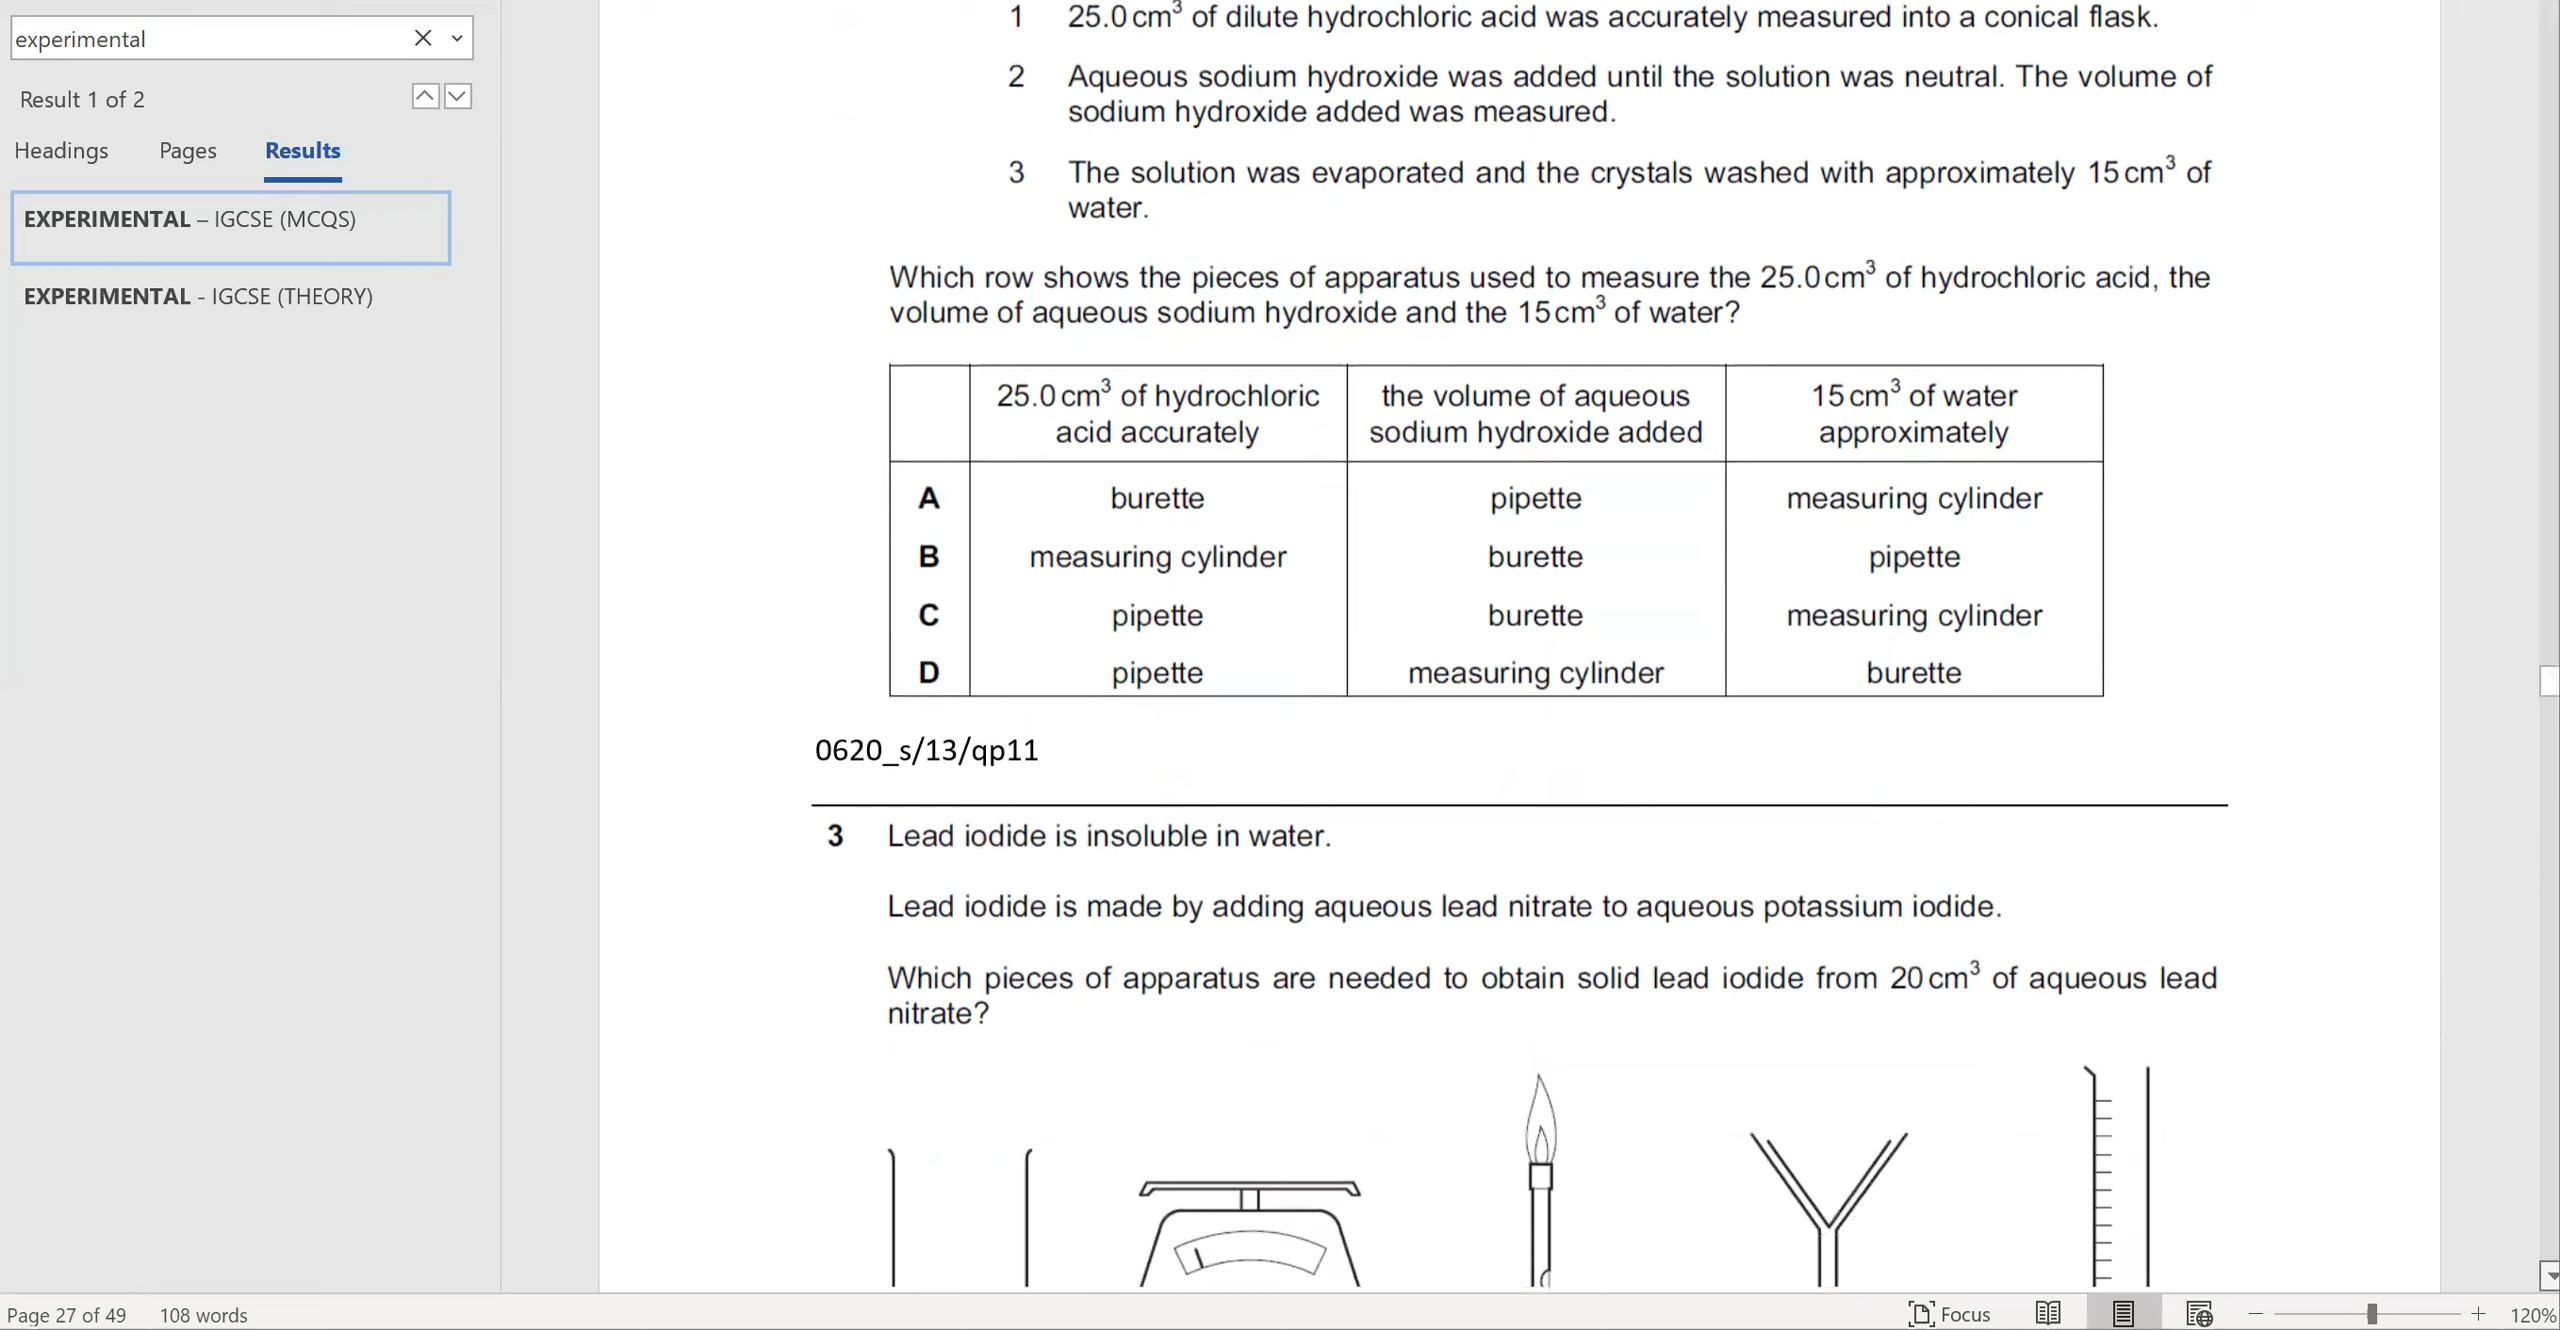 experimental
Result 1 of 2
Headings Pages Results
EXPERIMENTAL – IGCSE (MCQS)
EXPERIMENTAL - IGCSE (THEORY)
1 25.0 cm³ of dilute hydrochloric acid was accurately measured into a conical flask.
2 Aqueous sodium hydroxide was added until the solution was neutral. The volume of
sodium hydroxide added was measured.
3 The solution was evaporated and the crystals washed with approximately 15 cm³ of
water.
Which row shows the pieces of apparatus used to measure the 25.0 cm³ of hydrochloric acid, the
volume of aqueous sodium hydroxide and the 15 cm³ of water?
25.0 cm³ of hydrochloric the volume of aqueous 15 cm³ of water
acid accurately sodium hydroxide added approximately
A burette pipette measuring cylinder
B measuring cylinder burette pipette
C pipette burette measuring cylinder
D pipette measuring cylinder burette
0620_s/13/qp11
3 Lead iodide is insoluble in water.
Lead iodide is made by adding aqueous lead nitrate to aqueous potassium iodide.
Which pieces of apparatus are needed to obtain solid lead iodide from 20 cm³ of aqueous lead
nitrate?
Page 27 of 49 108 words Focus 120%